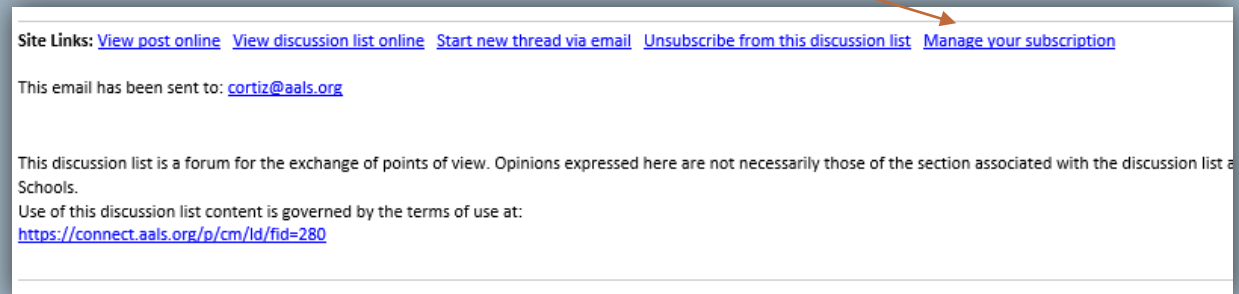 Site Links: View post online View discussion list online Start new thread via email Unsubscribe from this discussion list Manage your subscription
This email has been sent to: cortiz@aals.org
This discussion list is a forum for the exchange of points of view. Opinions expressed here are not necessarily those of the section associated with the discussion list
Schools.
Use of this discussion list content is governed by the terms of use at:
https://connect.aals.org/p/cm/ld/fid=280